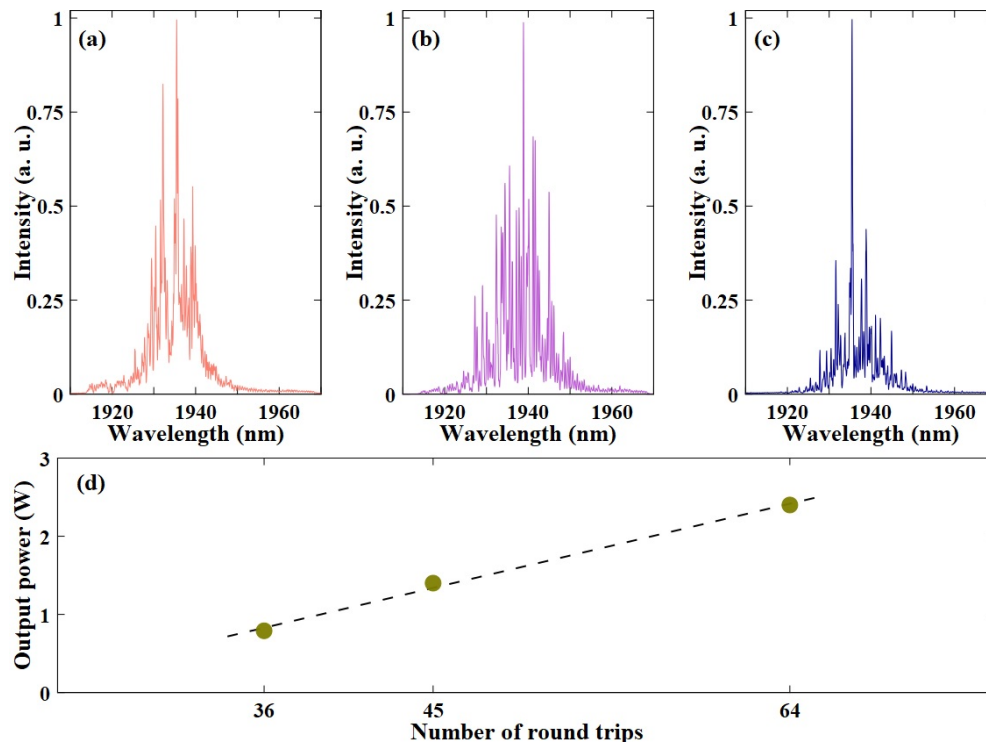 (a)
Intensity (a. u.)
1
0.75
0.5
0.25
0
1920 1940 1960
Wavelength (nm)
(b)
Intensity (a. u.)
1
0.75
0.5
0.25
0
1920 1940 1960
Wavelength (nm)
(c)
Intensity (a. u.)
1
0.75
0.5
0.25
0
1920 1940 1960
Wavelength (nm)
(d)
Output power (W)
3
2
1
0
36 45 64
Number of round trips